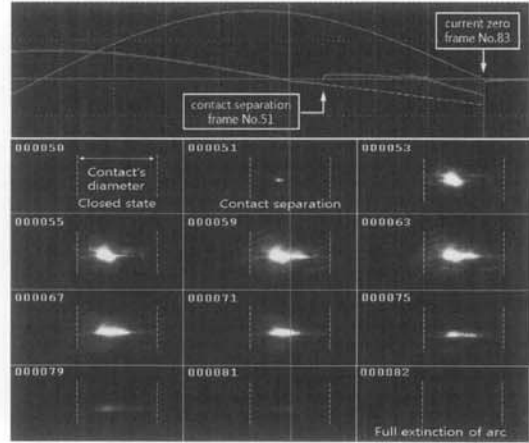 current zero
frame No.83
contact separation
frame No.51
000050
000051
000053
Contact's
diameter
Closed state
Contact separation
000055
000059
000063
000067
000071
000075
000079
000081
000082
Full extinction of arc